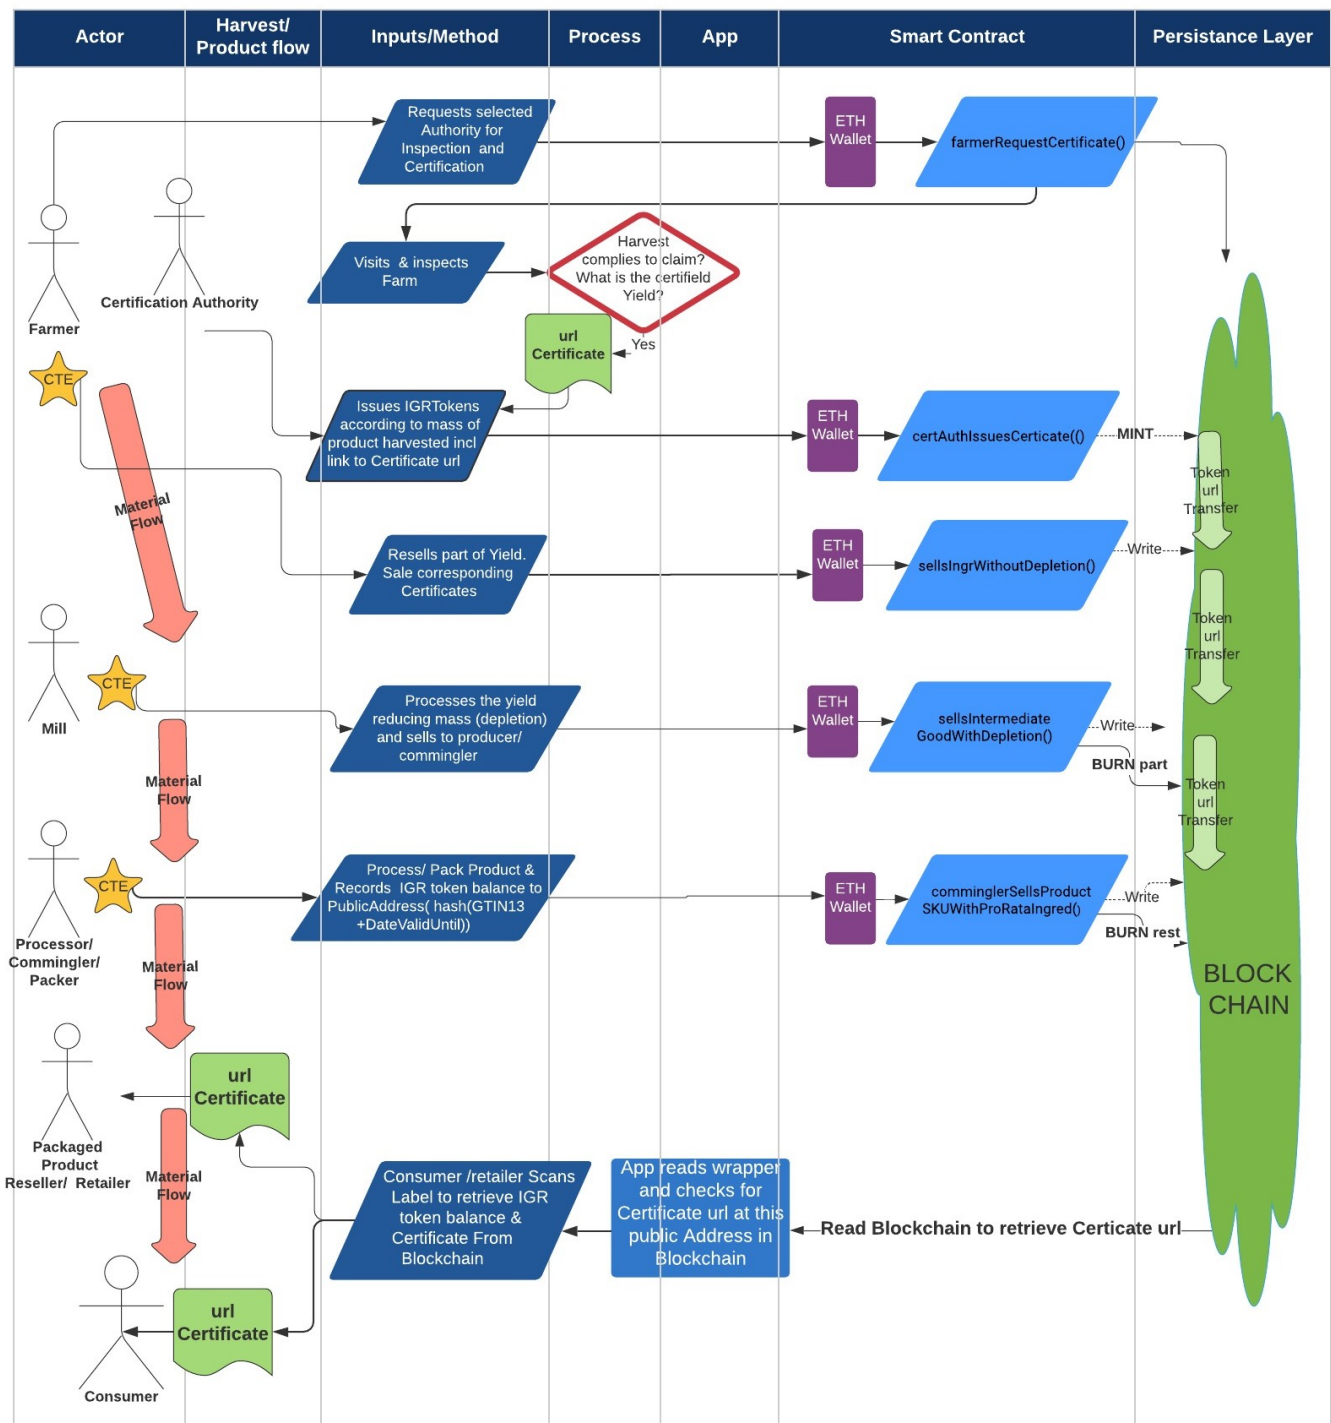 Actor
Harvest/
Product flow
Inputs/Method
Process
App
Smart Contract
Persistance Layer
Requests selected
Authority for
Inspection and
Certification
ETH
Wallet
farmerRequestCertificate()
Farmer
Certification Authority
Visits & inspects
Farm
Harvest
complies to claim?
What is the certifield
Yield?
Yes
url
Certificate
CTE
Material
Flow
Issues IGRTokens
according to mass of
product harvested incl
link to Certificate url
ETH
Wallet
certAuthIssuesCerticate(()
MINT
Token
url
Transfer
Resells part of Yield.
Sale corresponding
Certificates
ETH
Wallet
sellsIngrWithoutDepletion()
Write
Token
url
Transfer
Mill
CTE
Processes the yield
reducing mass (depletion)
and sells to producer/
commingler
ETH
Wallet
sellsIntermediate
GoodWithDepletion()
Write
BURN part
Token
url
Transfer
Material
Flow
Processor/
Commingler/
Packer
CTE
Process/ Pack Product &
Records IGR token balance to
PublicAddress( hash(GTIN13
+DateValidUntil))
ETH
Wallet
comminglerSellsProduct
SKUWithProRataIngred()
Write
BURN rest
BLOCK
CHAIN
Material
Flow
Packaged
Product
Reseller/ Retailer
url
Certificate
Material
Flow
Consumer /retailer Scans
Label to retrieve IGR
token balance &
Certificate From
Blockchain
App reads wrapper
and checks for
Certificate url at this
public Address in
Blockchain
Read Blockchain to retrieve Certicate url
url
Certificate
Consumer